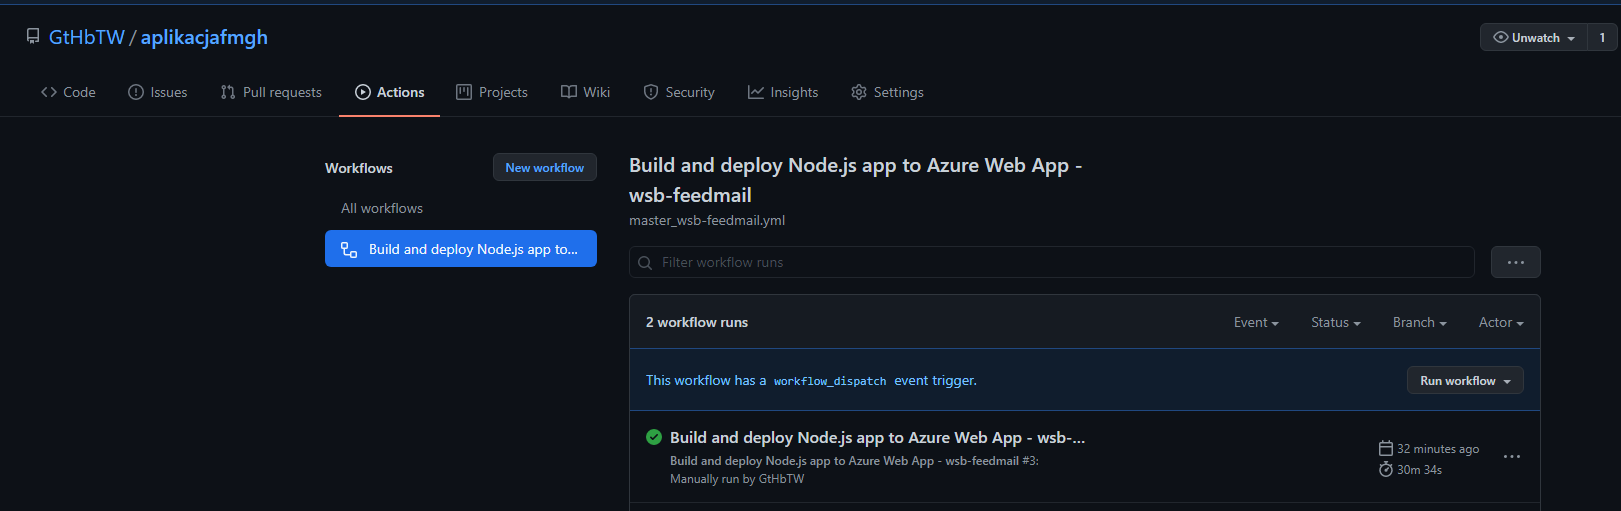 GtHbTW / aplikacjafmgh
Unwatch 1
Code Issues Pull requests Actions Projects Wiki Security Insights Settings
Workflows
New workflow
All workflows
Build and deploy Node.js app to...
Build and deploy Node.js app to Azure Web App -
wsb-feedmail
master_wsb-feedmail.yml
Filter workflow runs
...
2 workflow runs
Event Status Branch Actor
This workflow has a workflow_dispatch event trigger.
Run workflow
Build and deploy Node.js app to Azure Web App - wsb-...
Build and deploy Node.js app to Azure Web App - wsb-feedmail #3:
Manually run by GtHbTW
32 minutes ago
30m 34s
...